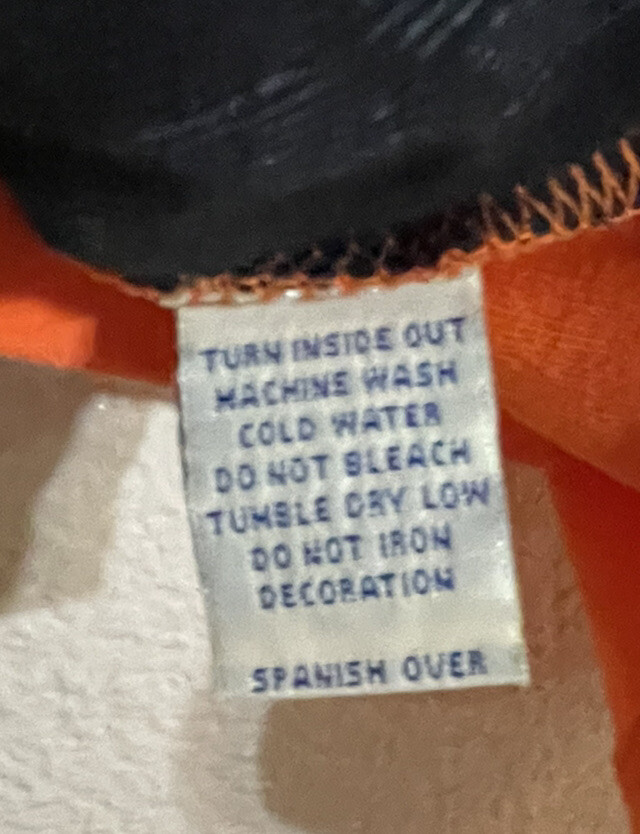 TURN INSIDE OUT
MACHINE WASH
COLD WATER
DO NOT BLEACH
TUMBLE DRY LOW
DO NOT IRON
DECORATION
SPANISH OVER